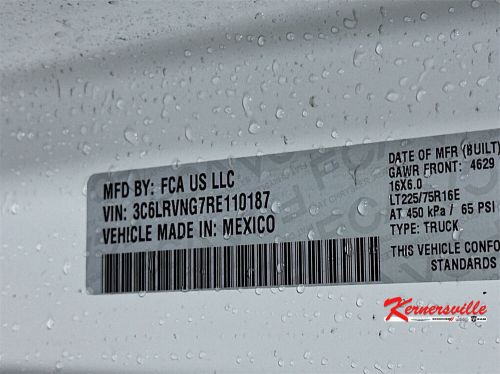 MFD BY: FCA US LLC
VIN: 3C6LRVNG7RE110187
VEHICLE MADE IN: MEXICO
DATE OF MFR (BUILT)
GAWR FRONT: 4629
16X6.0
LT225/75R16E
AT 450 kPa / 65 PSI
TYPE: TRUCK
THIS VEHICLE CONFO
STANDARDS
Kernersville